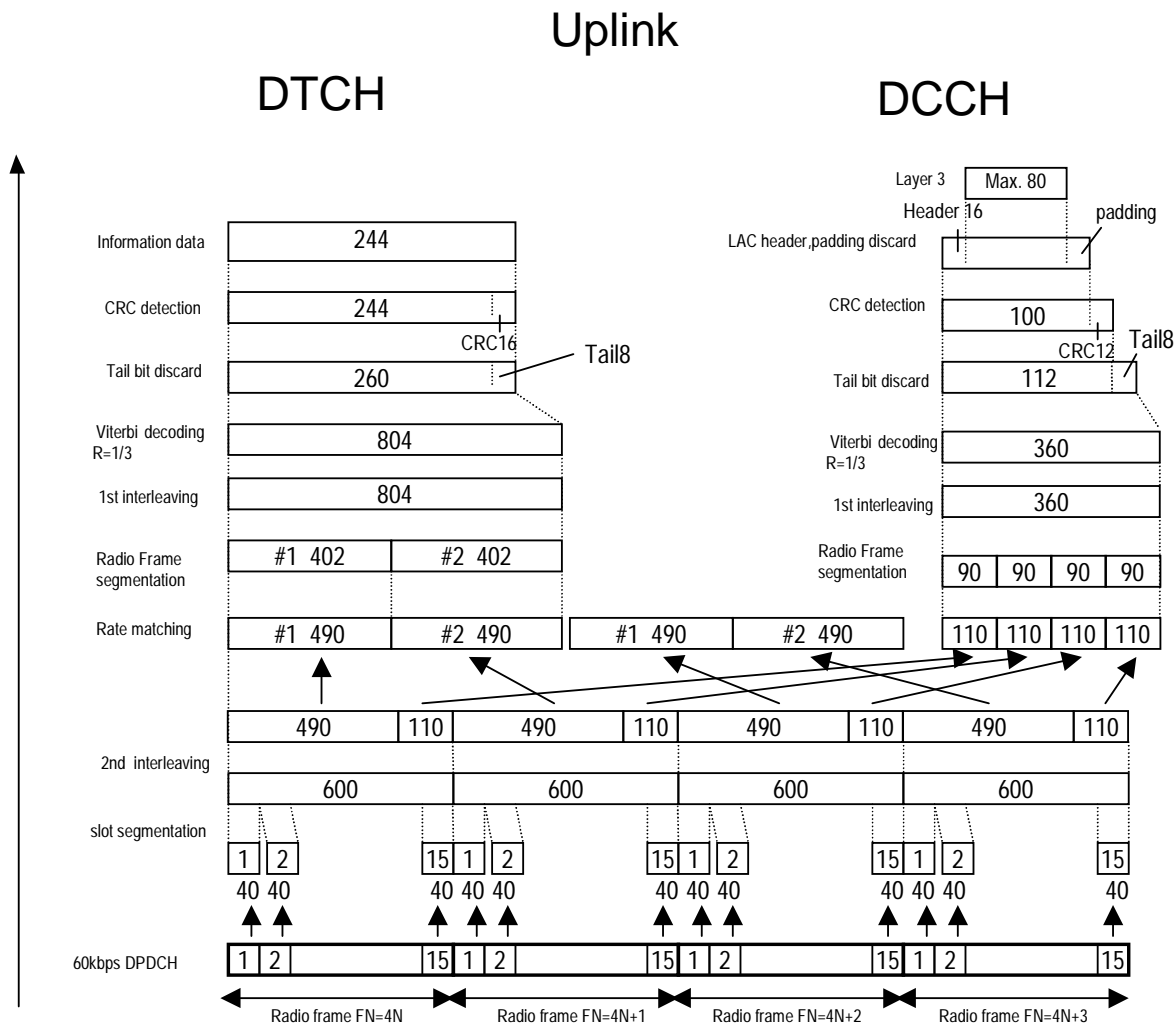 Uplink
DTCH DCCH
Layer 3 Max. 80
Header 16 padding
Information data 244 LAC header,padding discard
CRC detection 244 CRC detection 100
CRC16 Tail8 CRC12 Tail8
Tail bit discard 260 Tail bit discard 112
Viterbi decoding R=1/3 804 Viterbi decoding R=1/3 360
1st interleaving 804 1st interleaving 360
Radio Frame segmentation #1 402 #2 402 Radio Frame segmentation 90 90 90 90
Rate matching #1 490 #2 490 #1 490 #2 490 110 110 110 110
490 110 490 110 490 110 490 110
2nd interleaving
600 600 600 600
slot segmentation
1 2 15 1 2 15 1 2 15 1 2 15
40 40 40 40 40 40 40 40 40 40 40 40
60kbps DPDCH 1 2 15 1 2 15 1 2 15 1 2 15
Radio frame FN=4N Radio frame FN=4N+1 Radio frame FN=4N+2 Radio frame FN=4N+3